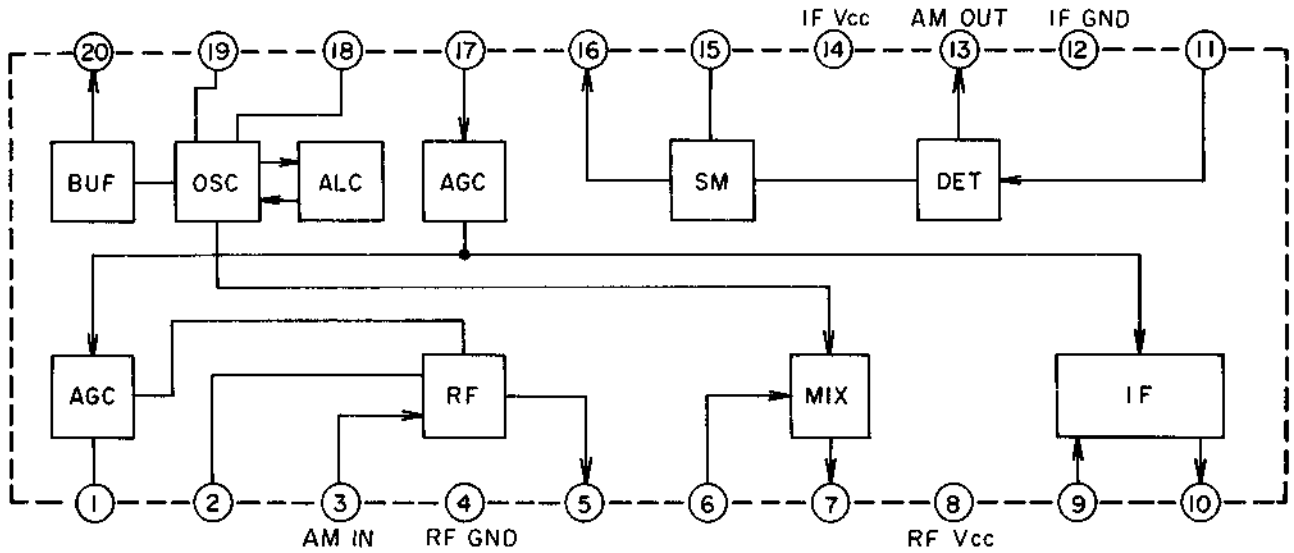 IF Vcc AM OUT IF GND
20 19 18 17 16 15 14 13 12 11
BUF OSC ALC AGC SM DET
AGC RF MIX IF
1 2 3 4 5 6 7 8 9 10
AM IN RF GND RF Vcc